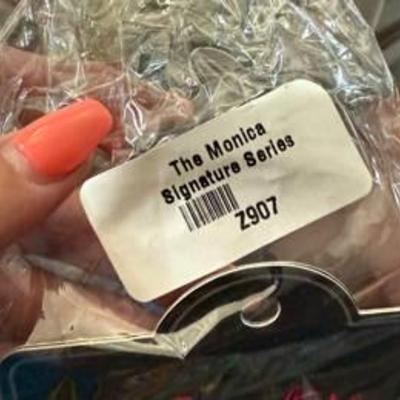 The Monica
Signature Series
Z907